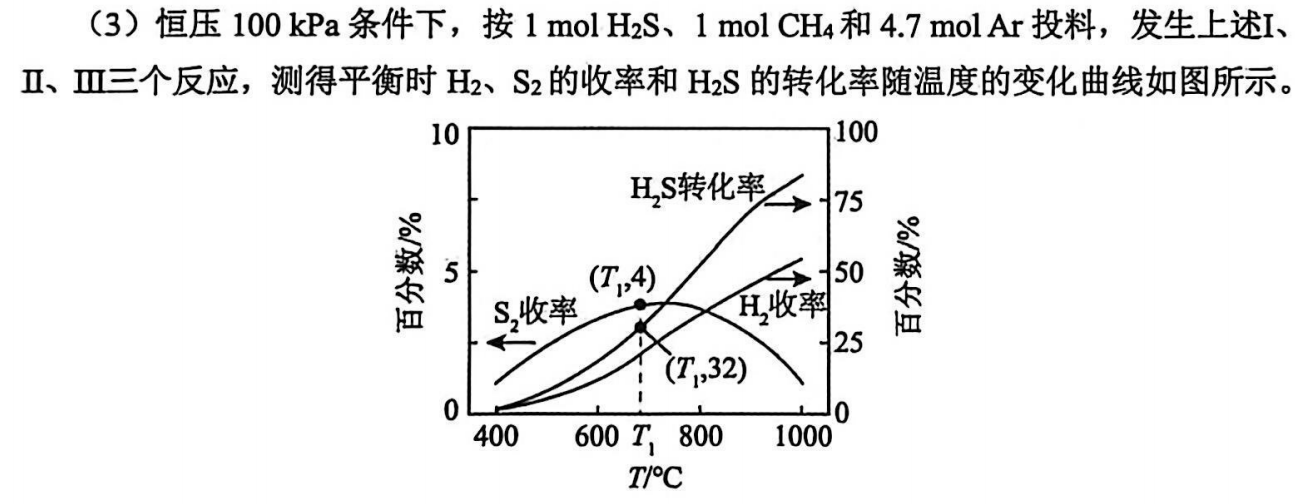 （3）恒压 100 kPa 条件下，按 1 mol H₂S、1 mol CH₄ 和 4.7 mol Ar 投料，发生上述Ⅰ、
Ⅱ、Ⅲ三个反应，测得平衡时 H₂、S₂ 的收率和 H₂S 的转化率随温度的变化曲线如图所示。
10
100
H₂S转化率
75
百分数/%
百分数/%
(T₁,4)
5
50
S₂收率
H₂收率
25
(T₁,32)
0
0
400
600
T₁
800
1000
T/°C